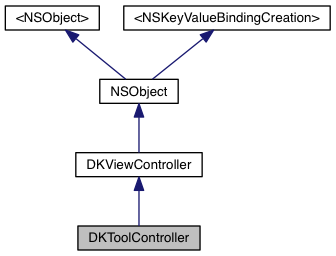 <NSObject>
<NSKeyValueBindingCreation>
NSObject
DKViewController
DKToolController